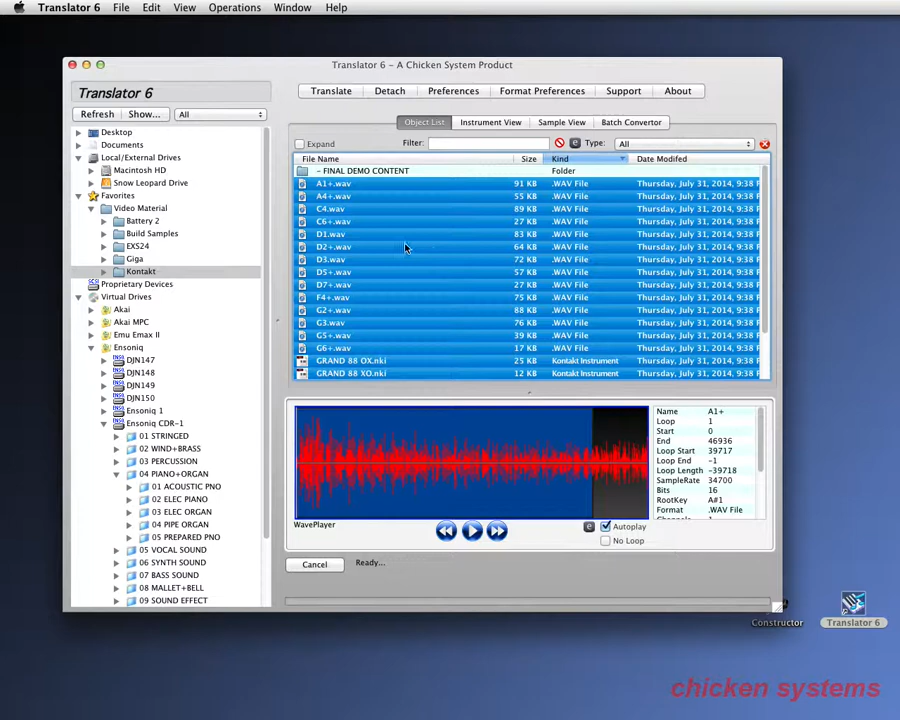 Translator 6 File Edit View Operations Window Help
Translator 6 - A Chicken System Product
Translator 6
Translate Detach Preferences Format Preferences Support About
Refresh Show... All
Object List Instrument View Sample View Batch Convertor
Expand Filter: e Type: All
File Name Size Kind Date Modifed
- FINAL DEMO CONTENT Folder
A1+.wav 91 KB .WAV File Thursday, July 31, 2014, 9:38 P
A4+.wav 55 KB .WAV File Thursday, July 31, 2014, 9:38 P
C4.wav 89 KB .WAV File Thursday, July 31, 2014, 9:38 P
C6+.wav 27 KB .WAV File Thursday, July 31, 2014, 9:38 P
D1.wav 83 KB .WAV File Thursday, July 31, 2014, 9:38 P
D2+.wav 64 KB .WAV File Thursday, July 31, 2014, 9:38 P
D3.wav 72 KB .WAV File Thursday, July 31, 2014, 9:38 P
D5+.wav 57 KB .WAV File Thursday, July 31, 2014, 9:38 P
D7+.wav 27 KB .WAV File Thursday, July 31, 2014, 9:38 P
F4+.wav 75 KB .WAV File Thursday, July 31, 2014, 9:38 P
G2+.wav 88 KB .WAV File Thursday, July 31, 2014, 9:38 P
G3.wav 76 KB .WAV File Thursday, July 31, 2014, 9:38 P
G5+.wav 39 KB .WAV File Thursday, July 31, 2014, 9:38 P
G6+.wav 17 KB .WAV File Thursday, July 31, 2014, 9:38 P
GRAND 88 OX.nki 25 KB Kontakt Instrument Thursday, July 31, 2014, 9:38 P
GRAND 88 XO.nki 12 KB Kontakt Instrument Thursday, July 31, 2014, 9:38 P
Desktop
Documents
Local/External Drives
Macintosh HD
Snow Leopard Drive
Favorites
Video Material
Battery 2
Build Samples
EXS24
Giga
Kontakt
Proprietary Devices
Virtual Drives
Akai
Akai MPC
Emu Emax II
Ensoniq
DJN147
DJN148
DJN149
DJN150
Ensoniq 1
Ensoniq CDR-1
01 STRINGED
02 WIND+BRASS
03 PERCUSSION
04 PIANO+ORGAN
01 ACOUSTIC PNO
02 ELEC PIANO
03 ELEC ORGAN
04 PIPE ORGAN
05 PREPARED PNO
05 VOCAL SOUND
06 SYNTH SOUND
07 BASS SOUND
08 MALLET+BELL
09 SOUND EFFECT
Name A1+
Loop 1
Start 0
End 46936
Loop Start 39717
Loop End -1
Loop Length -39718
SampleRate 34700
Bits 16
RootKey A#1
Format .WAV File
WavePlayer
e Autoplay
No Loop
Cancel Ready...
Constructor
Translator 6
chicken systems